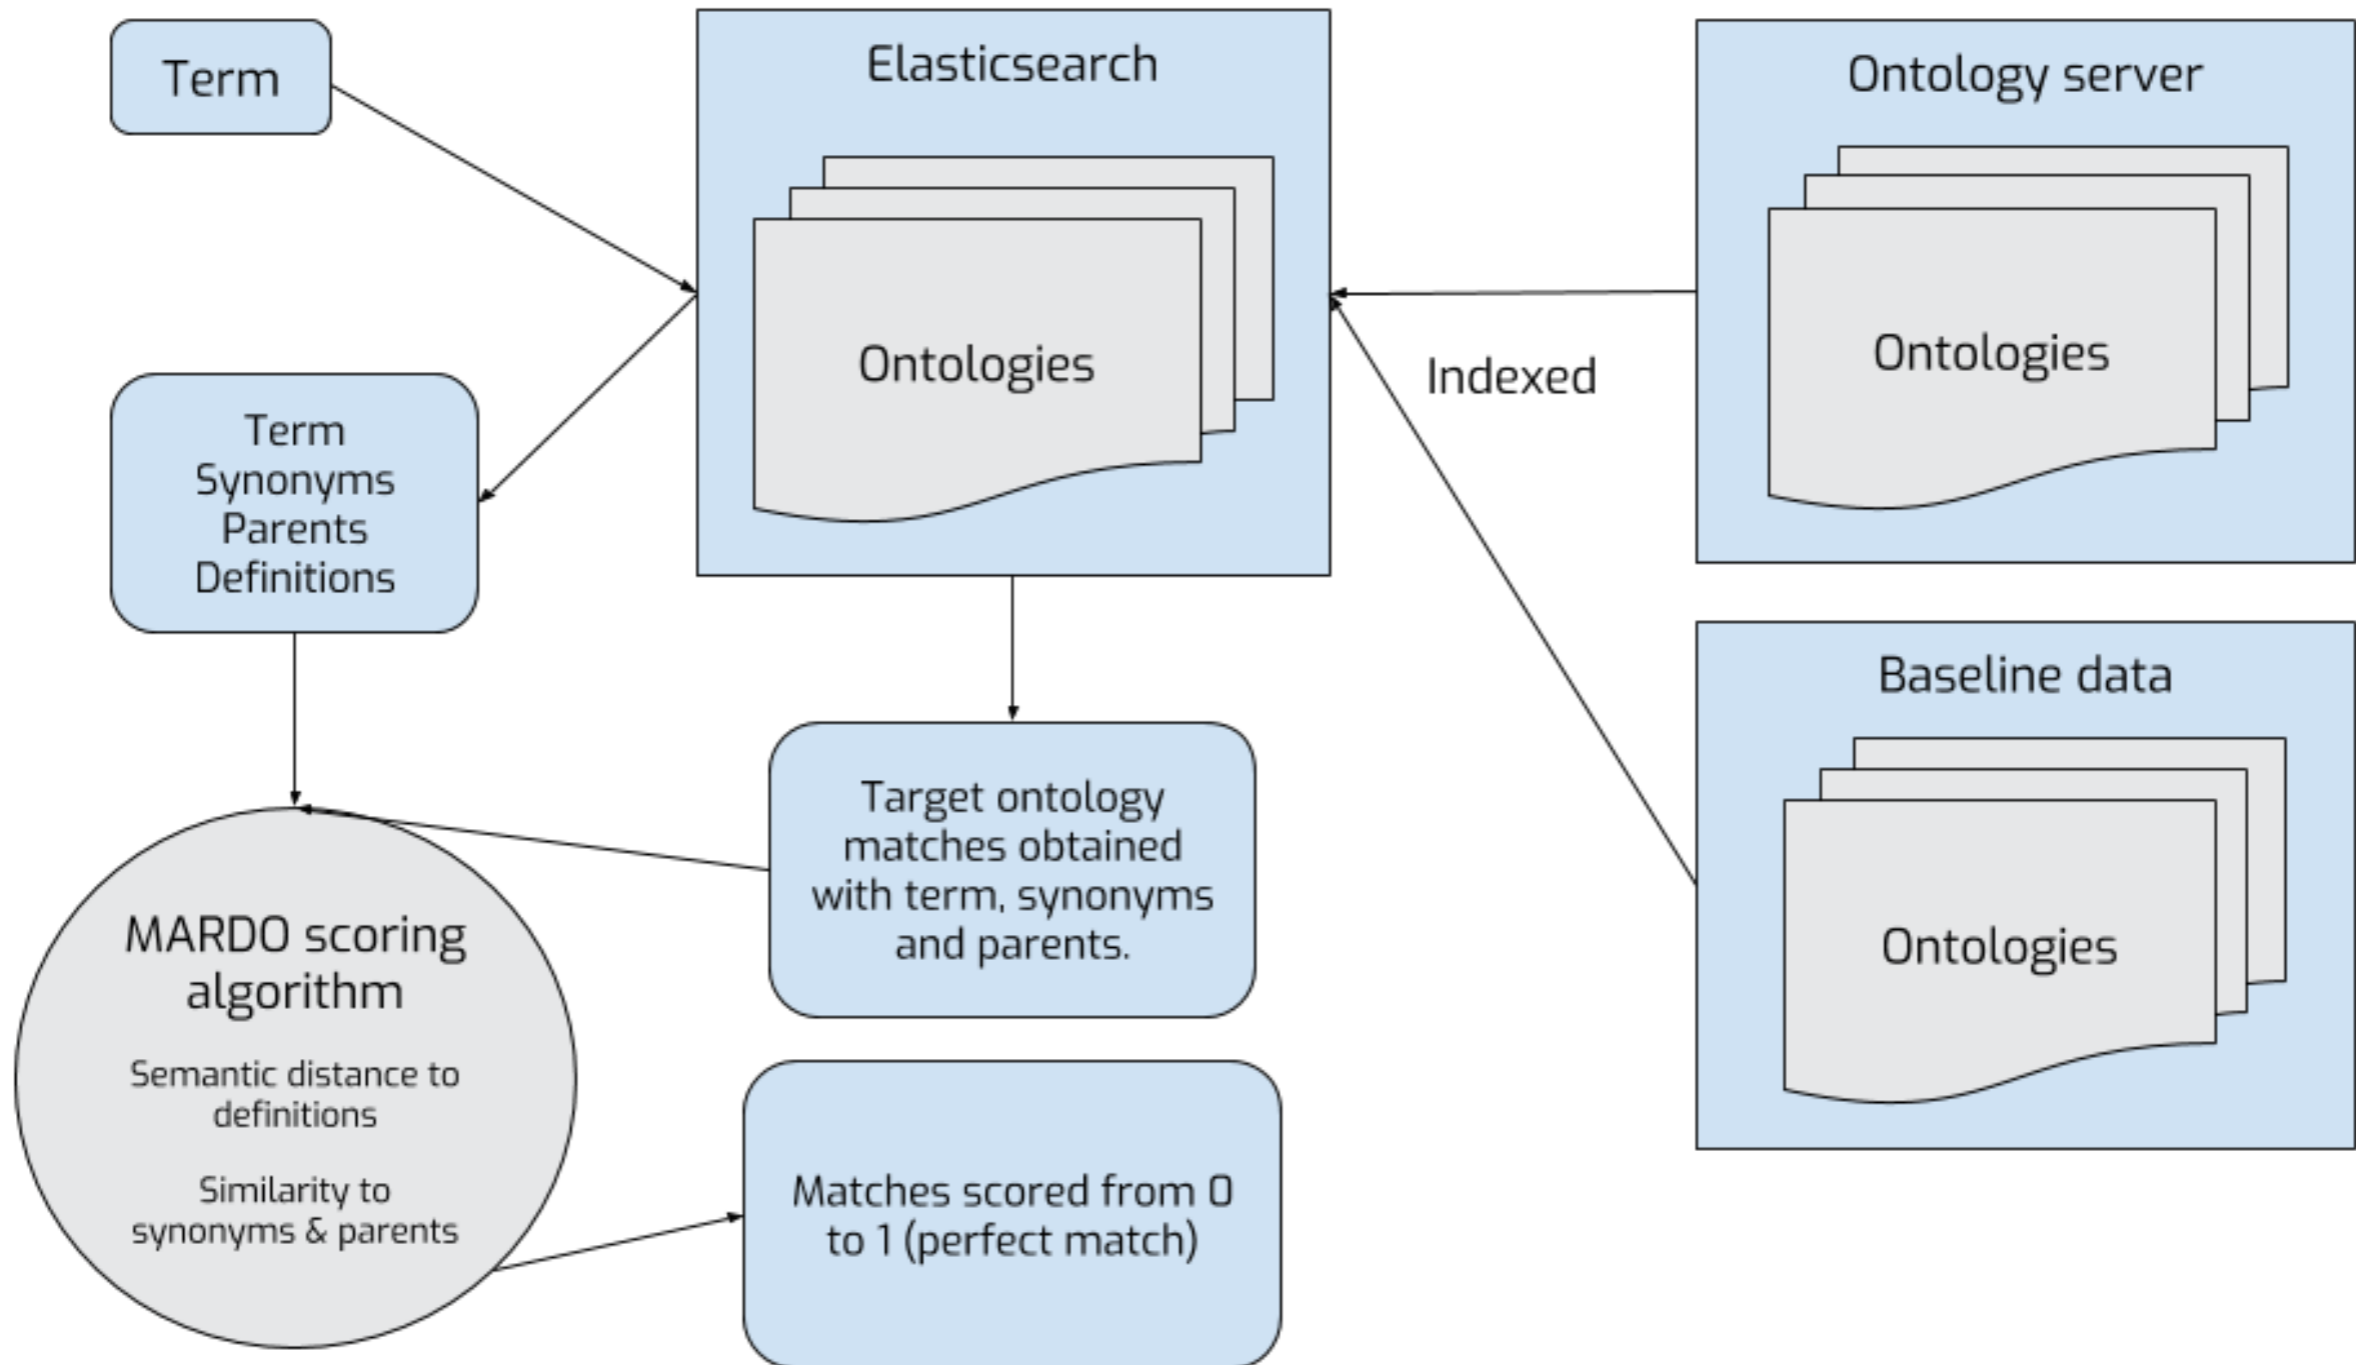 Term
Elasticsearch
Ontologies
Ontology server
Ontologies
Indexed
Term
Synonyms
Parents
Definitions
Baseline data
Ontologies
Target ontology
matches obtained
with term, synonyms
and parents.
MARDO scoring
algorithm
Semantic distance to
definitions
Similarity to
synonyms & parents
Matches scored from 0
to 1 (perfect match)